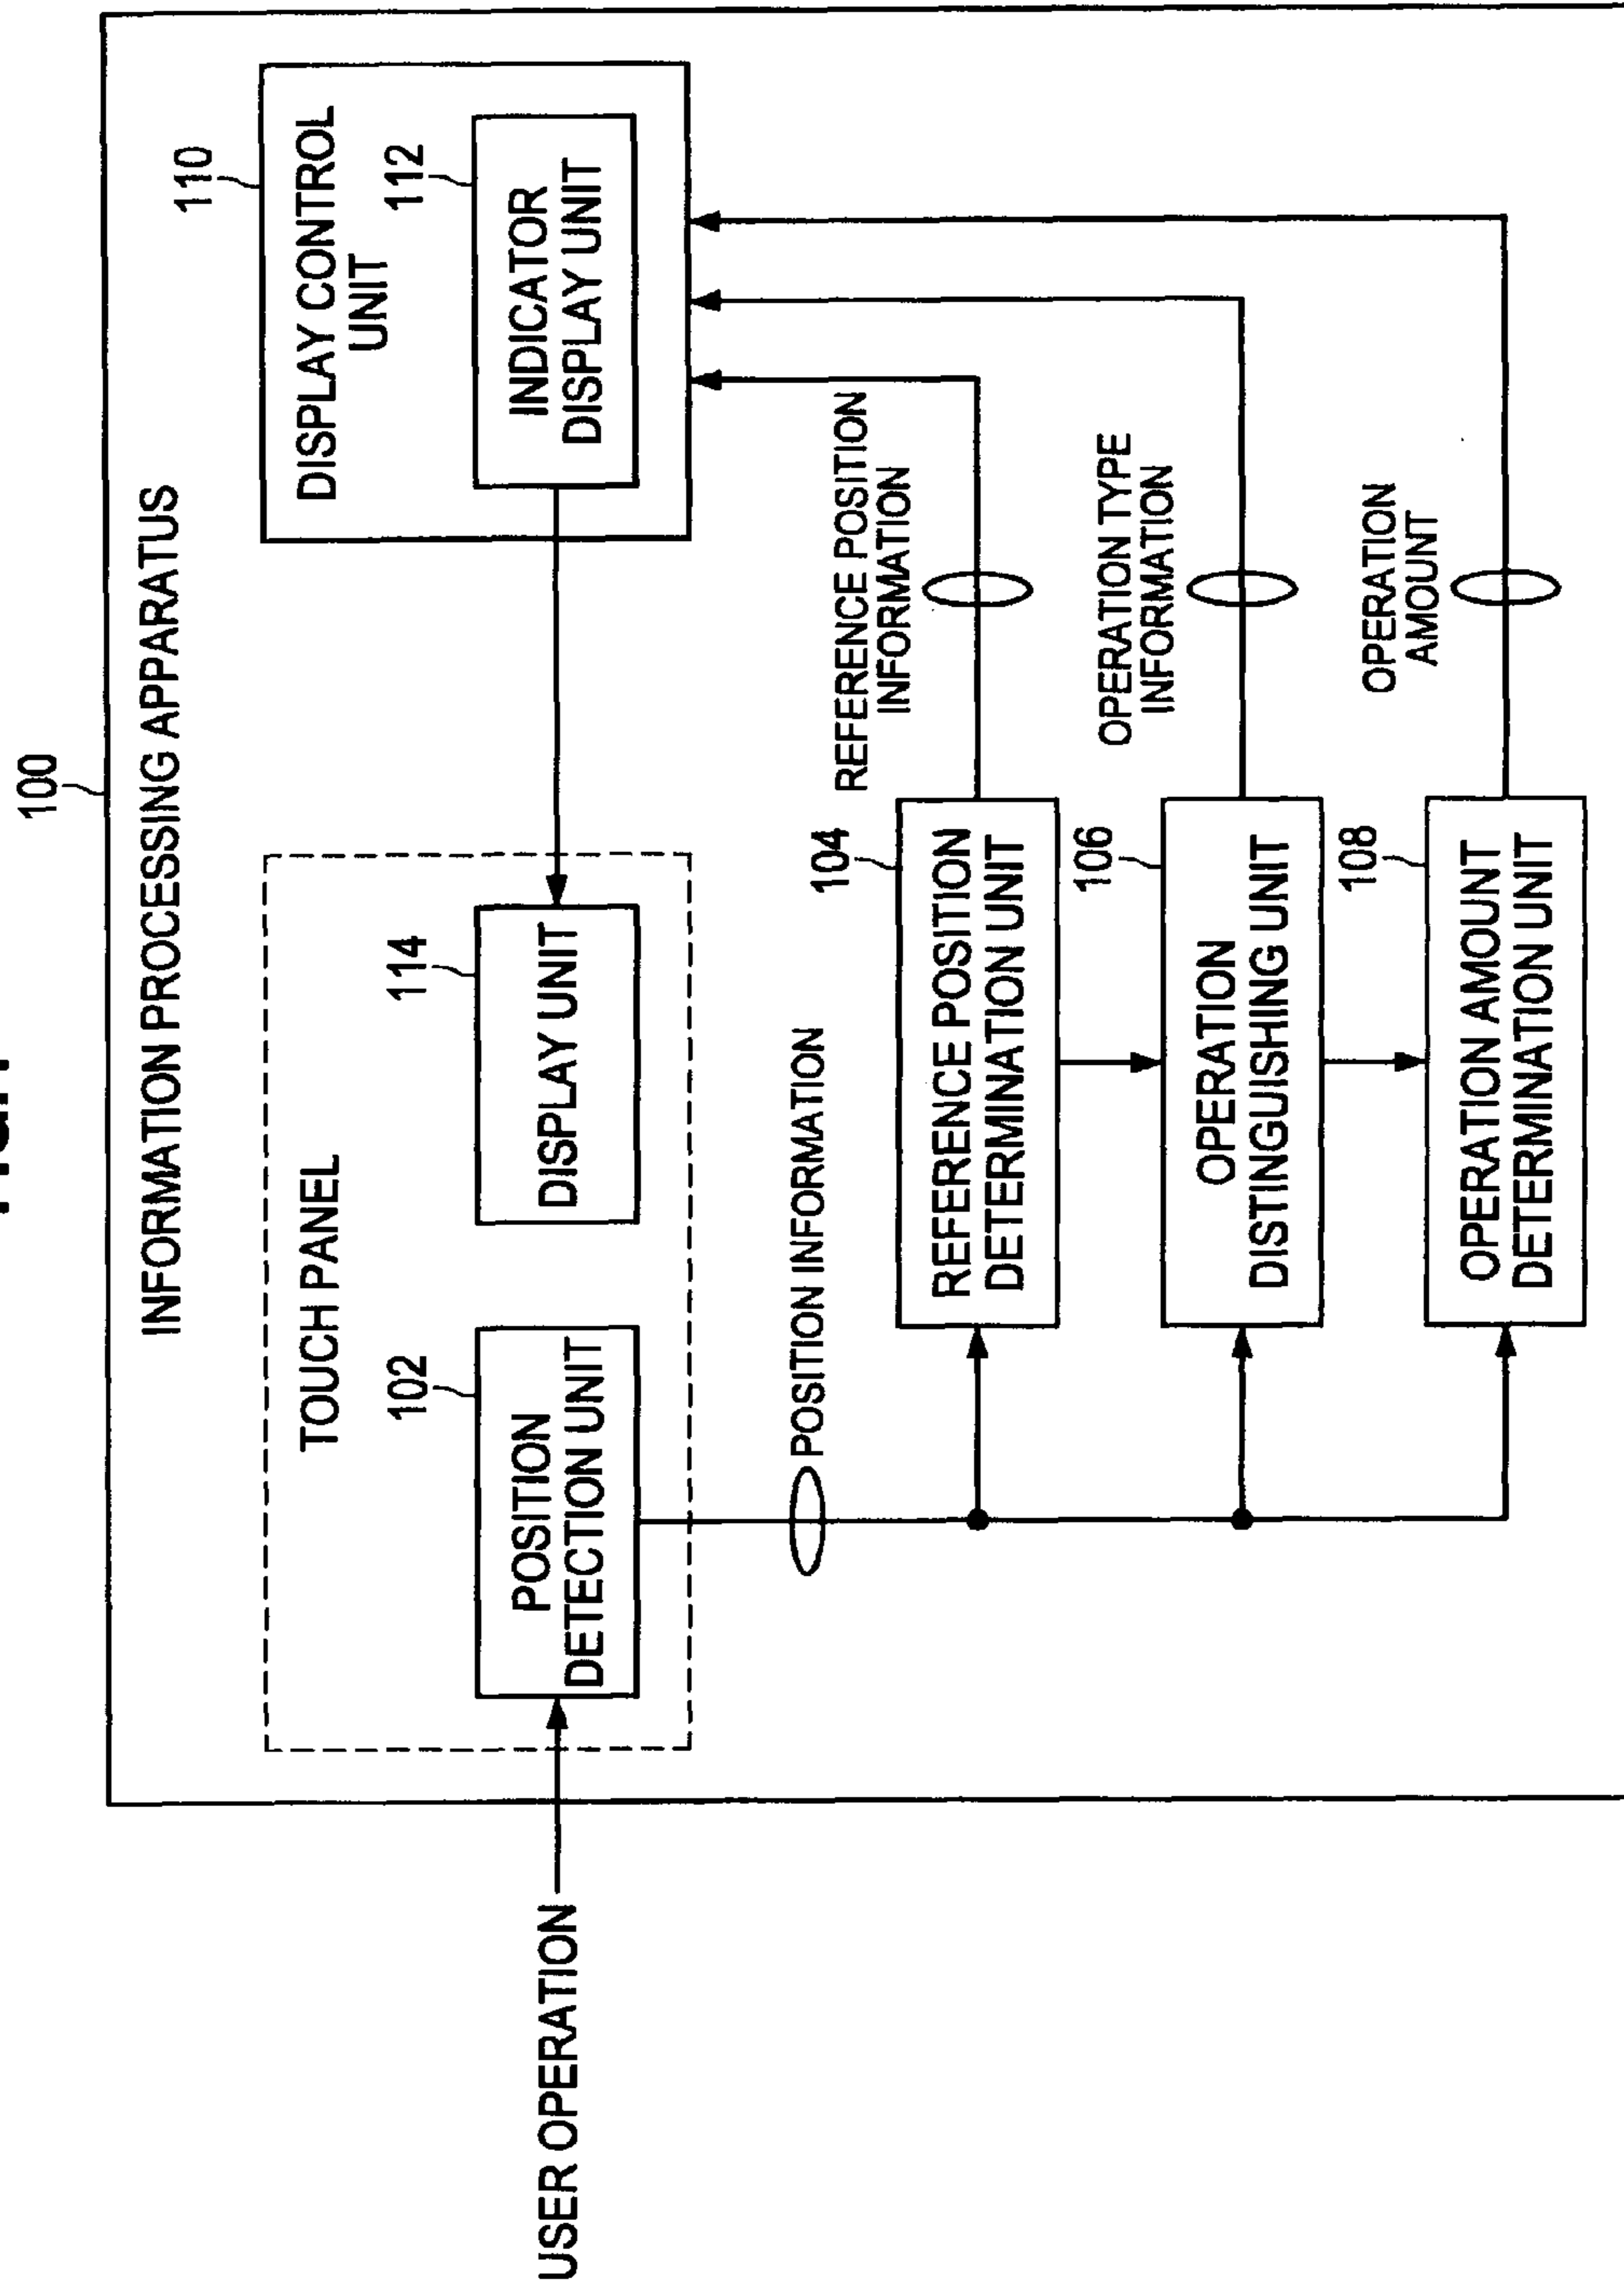 100
INFORMATION PROCESSING APPARATUS
TOUCH PANEL
102
POSITION
DETECTION UNIT
114
DISPLAY UNIT
110
DISPLAY CONTROL
UNIT
112
INDICATOR
DISPLAY UNIT
USER OPERATION
POSITION INFORMATION
104
REFERENCE POSITION
DETERMINATION UNIT
REFERENCE POSITION
INFORMATION
106
OPERATION
DISTINGUISHING UNIT
OPERATION TYPE
INFORMATION
108
OPERATION AMOUNT
DETERMINATION UNIT
OPERATION
AMOUNT